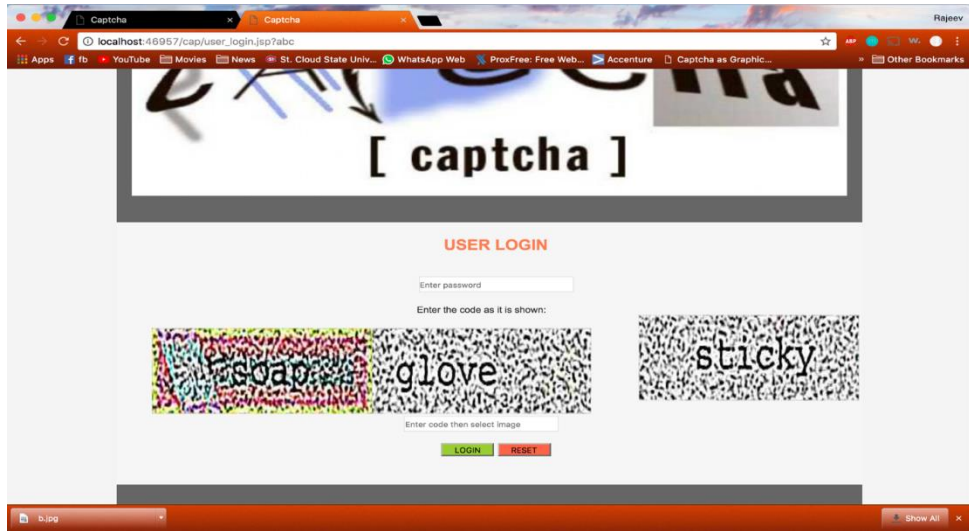 Captcha
Captcha
Rajeev
localhost:46957/cap/user_login.jsp?abc
ABP
W.
Apps
fb
YouTube
Movies
News
St. Cloud State Univ...
WhatsApp Web
ProxFree: Free Web...
Accenture
Captcha as Graphic...
»
Other Bookmarks
[ captcha ]
USER LOGIN
Enter password
Enter the code as it is shown:
soap
glove
sticky
Enter code then select image
LOGIN
RESET
b.jpg
Show All